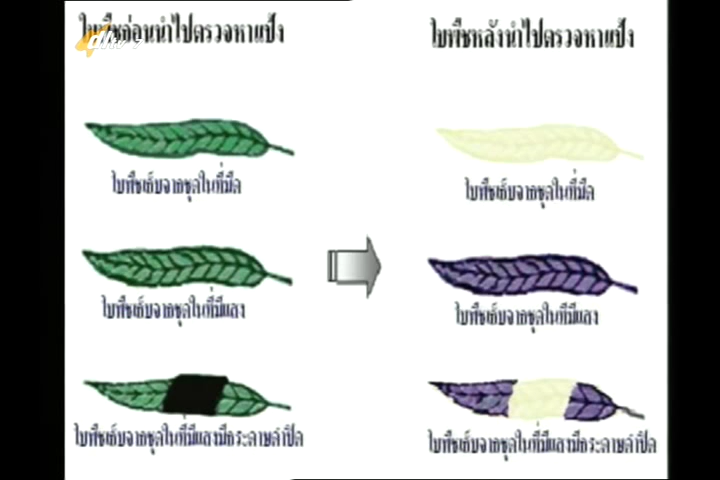 ใบพืชก่อนนำไปตรวจหาแป้ง
ใบพืชหลังนำไปตรวจหาแป้ง
ใบพืชเก็บจากชุดในที่มืด
ใบพืชเก็บจากชุดในที่มืด
ใบพืชเก็บจากชุดในที่มีแสง
ใบพืชเก็บจากชุดในที่มีแสง
ใบพืชเก็บจากชุดในที่มีแสงมีกระดาษดำปิด
ใบพืชเก็บจากชุดในที่มีแสงมีกระดาษดำปิด